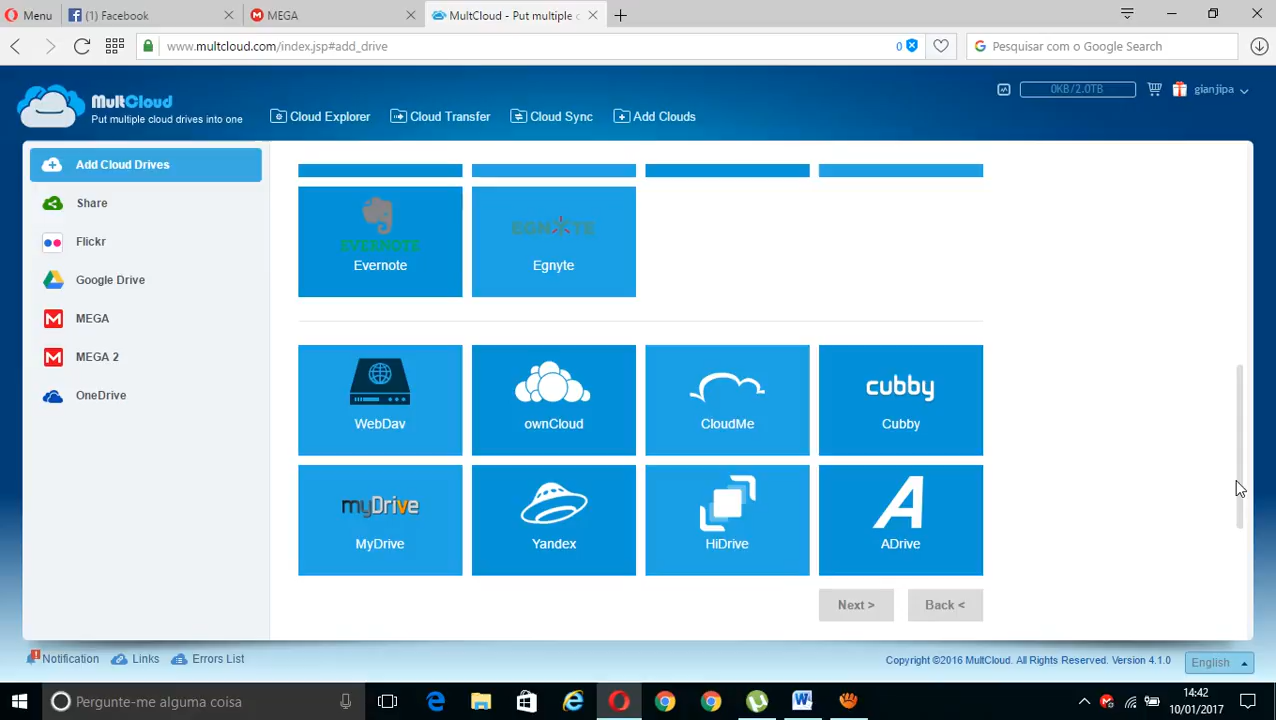 Menu
(1) Facebook
MEGA
MultCloud - Put multiple c
www.multcloud.com/index.jsp#add_drive
0
Pesquisar com o Google Search
MultCloud
Put multiple cloud drives into one
Cloud Explorer
Cloud Transfer
Cloud Sync
Add Clouds
0KB/2.0TB
gianjipa
Add Cloud Drives
Share
Flickr
Google Drive
MEGA
MEGA 2
OneDrive
EVERNOTE
Evernote
EGNYTE
Egnyte
WebDav
ownCloud
CloudMe
cubby
Cubby
myDrive
MyDrive
Yandex
HiDrive
ADrive
Next >
Back <
Notification
Links
Errors List
Copyright ©2016 MultCloud. All Rights Reserved. Version 4.1.0
English
Pergunte-me alguma coisa
14:42
10/01/2017